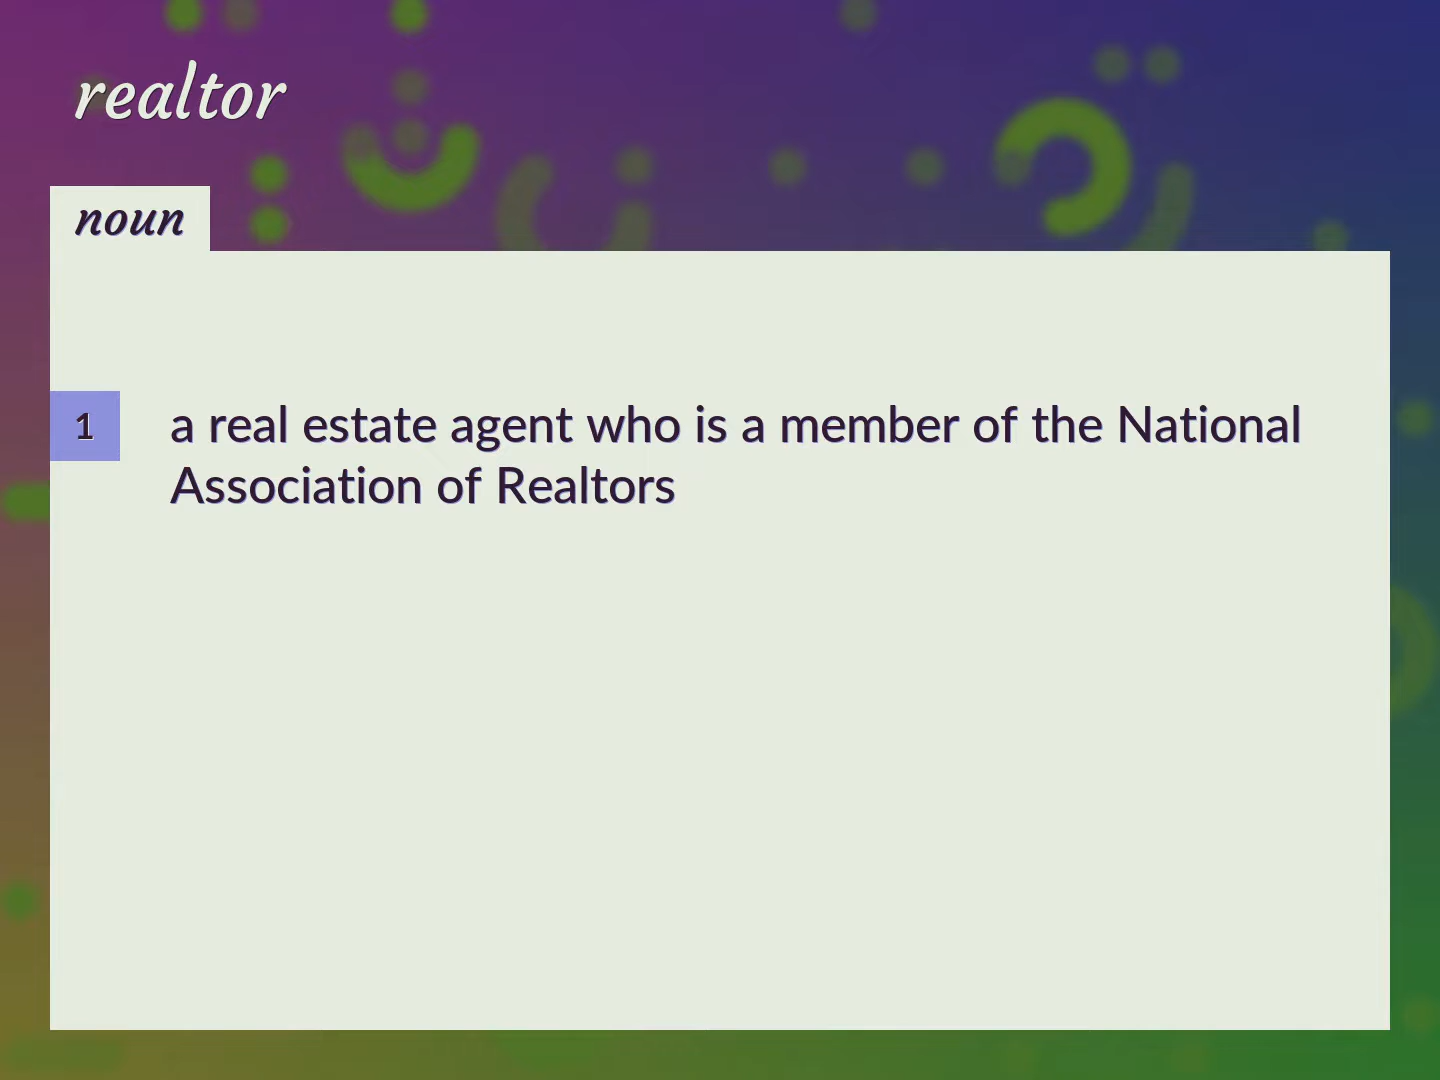 realtor
noun
1
a real estate agent who is a member of the National
Association of Realtors